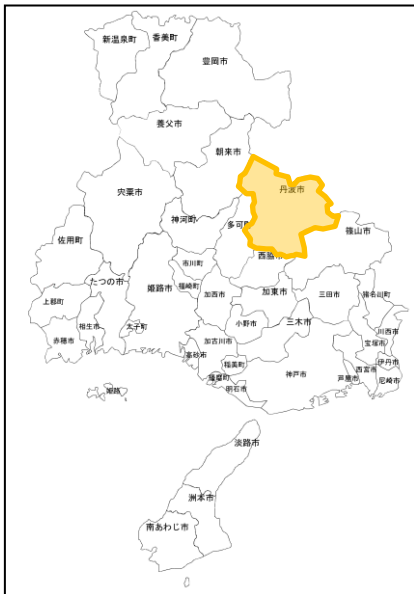 香美町
新温泉町
豊岡市
養父市
朝来市
丹波市
宍粟市
神河町
多可町
篠山市
佐用町
西脇市
市川町
たつの市
姫路市
福崎町
加西市
加東市
三田市
猪名川町
上郡町
相生市
太子町
小野市
三木市
川西市
赤穂市
加古川市
宝塚市
高砂市
稲美町
伊丹市
神戸市
西宮市
播磨町
芦屋市
尼崎市
明石市
姫路
淡路市
洲本市
南あわじ市